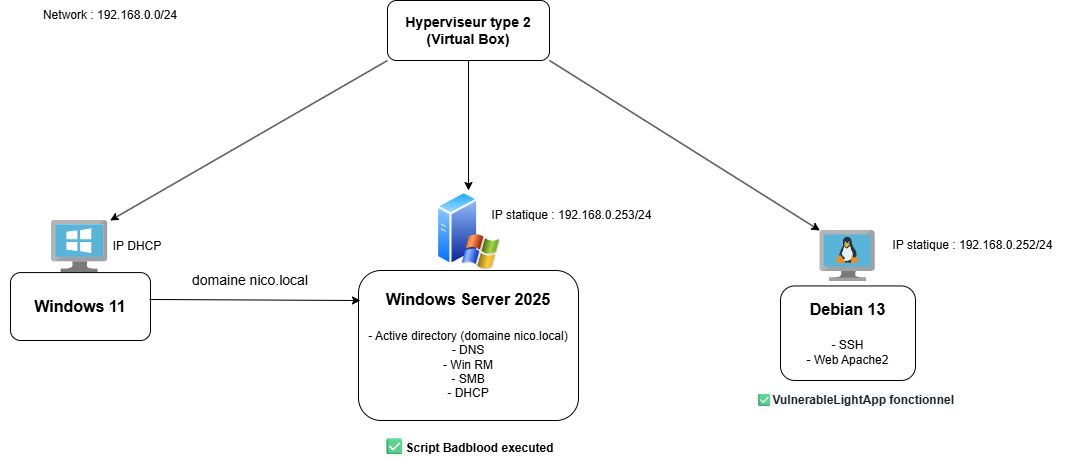 Network : 192.168.0.0/24
Hyperviseur type 2
(Virtual Box)
IP statique : 192.168.0.253/24
IP DHCP
IP statique : 192.168.0.252/24
domaine nico.local
Windows 11
Windows Server 2025
- Active directory (domaine nico.local)
- DNS
- Win RM
- SMB
- DHCP
Debian 13
- SSH
- Web Apache2
VulnerableLightApp fonctionnel
Script Badblood executed